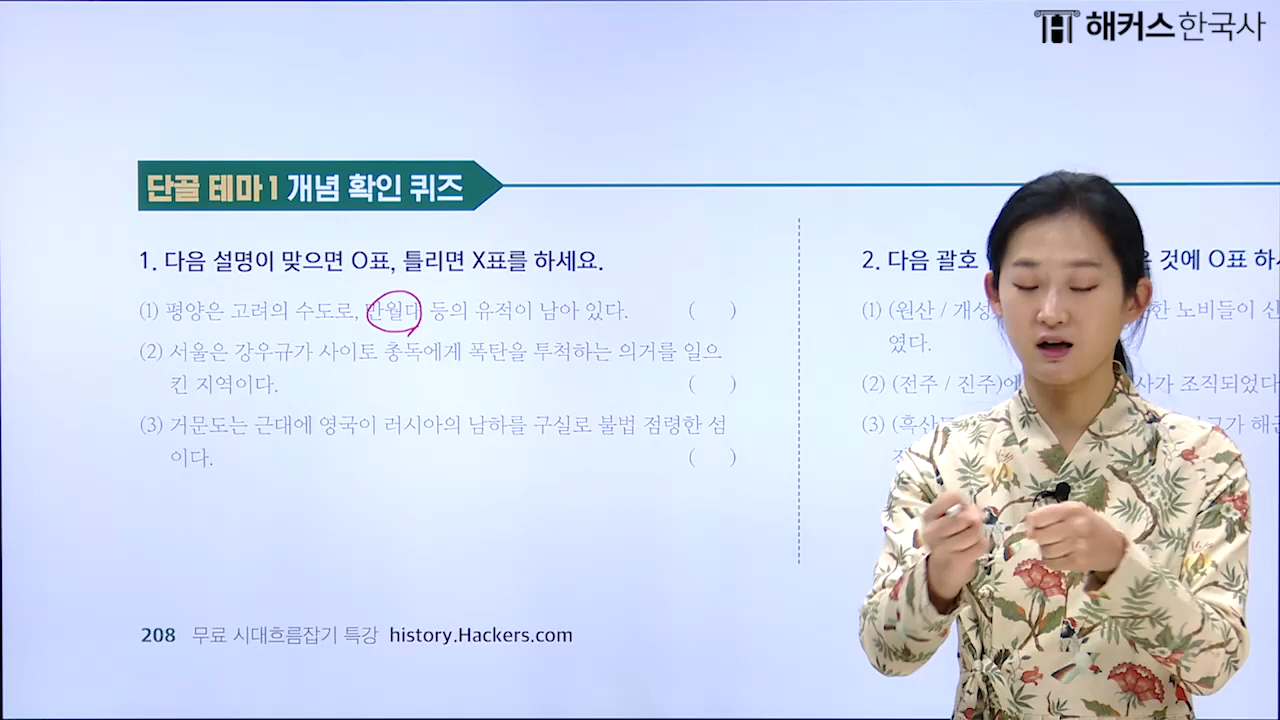 해커스한국사
단골 테마 1 개념 확인 퀴즈
1. 다음 설명이 맞으면 O표, 틀리면 X표를 하세요.
(1) 평양은 고려의 수도로, 만월대 등의 유적이 남아 있다. ( )
(2) 서울은 강우규가 사이토 총독에게 폭탄을 투척하는 의거를 일으
킨 지역이다. ( )
(3) 거문도는 근대에 영국이 러시아의 남하를 구실로 불법 점령한 섬
이다. ( )
2. 다음 괄호 것에 O표 하
(1) (원산 / 개성 한 노비들이 신
였다.
(2) (전주 / 진주)에 사가 조직되었다
(3) (흑산 가 해
208 무료 시대흐름잡기 특강 history.Hackers.com